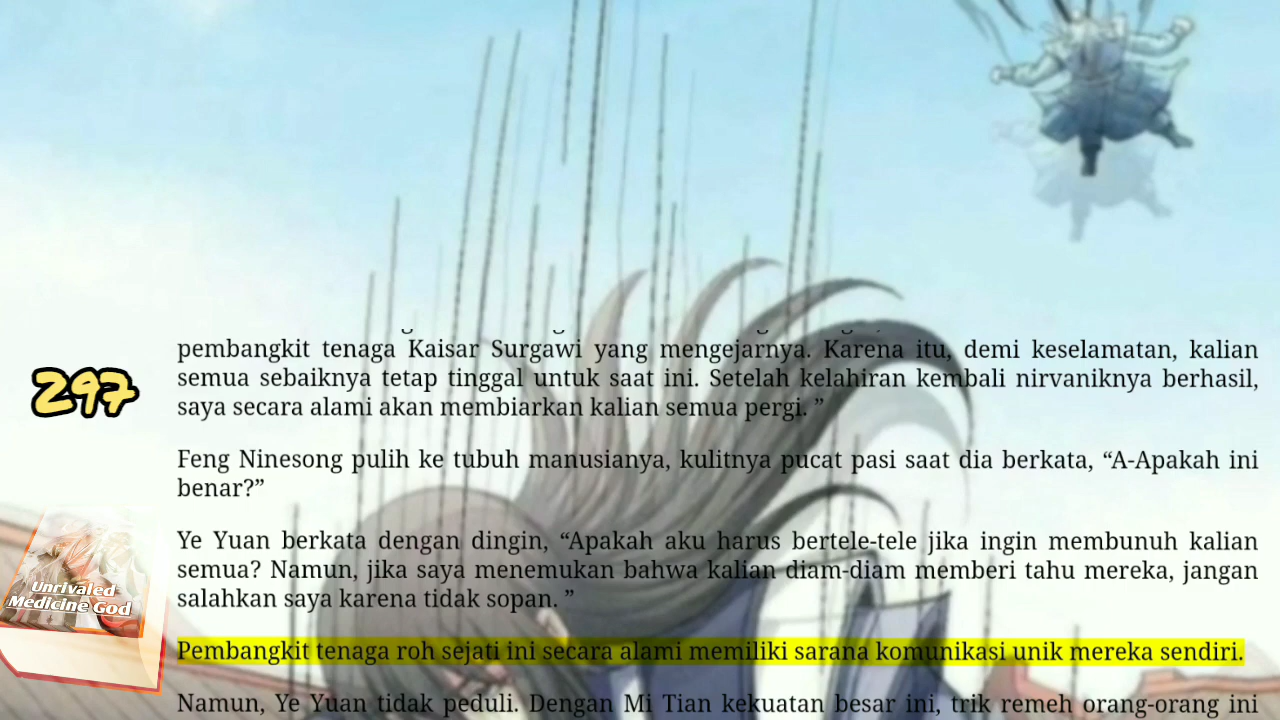 pembangkit tenaga Kaisar Surgawi yang mengejarnya. Karena itu, demi keselamatan, kalian
semua sebaiknya tetap tinggal untuk saat ini. Setelah kelahiran kembali nirvaniknya berhasil,
saya secara alami akan membiarkan kalian semua pergi. ”
297
Feng Ninesong pulih ke tubuh manusianya, kulitnya pucat pasi saat dia berkata, “A-Apakah ini
benar?”
Ye Yuan berkata dengan dingin, “Apakah aku harus bertele-tele jika ingin membunuh kalian
semua? Namun, jika saya menemukan bahwa kalian diam-diam memberi tahu mereka, jangan
salahkan saya karena tidak sopan. ”
Unrivaled
Medicine God
Pembangkit tenaga roh sejati ini secara alami memiliki sarana komunikasi unik mereka sendiri.
Namun, Ye Yuan tidak peduli. Dengan Mi Tian kekuatan besar ini, trik remeh orang-orang ini